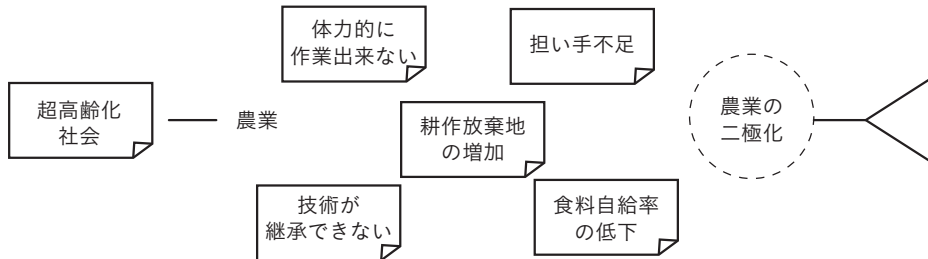 体力的に
作業出来ない
担い手不足
超高齢化
社会
農業
耕作放棄地
の増加
農業の
二極化
技術が
継承できない
食料自給率
の低下